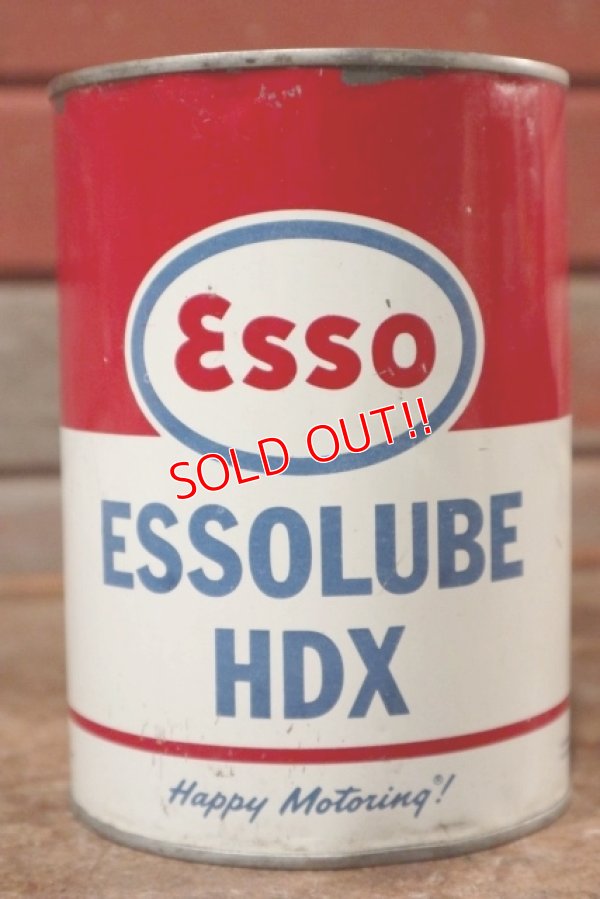 Esso
SOLD OUT!!
ESSOLUBE
HDX
Happy Motoring®!